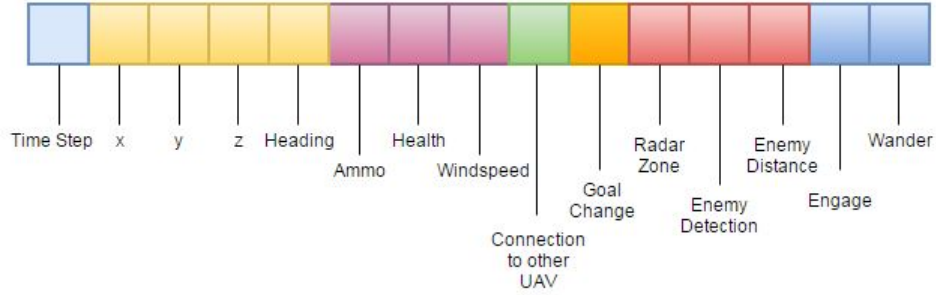 Time Step
x
y
z
Heading
Ammo
Health
Windspeed
Connection
to other
UAV
Goal
Change
Radar
Zone
Enemy
Detection
Enemy
Distance
Engage
Wander